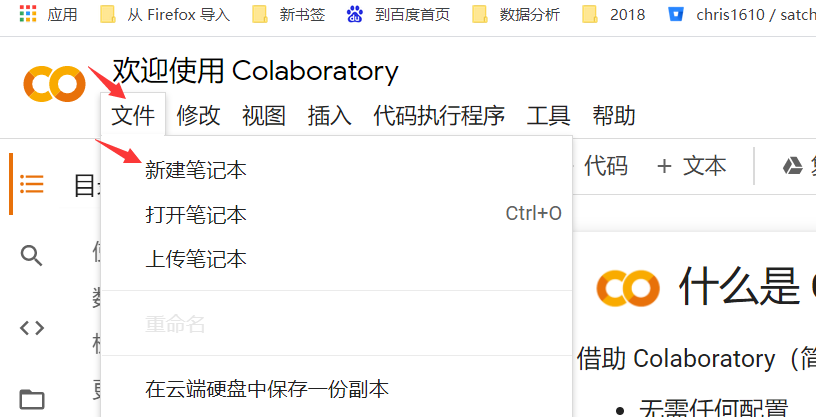 应用 从 Firefox 导入 新书签 到百度首页 数据分析 2018 chris1610 / satch
欢迎使用 Colaboratory
文件 修改 视图 插入 代码执行程序 工具 帮助
新建笔记本
代码 + 文本
打开笔记本 Ctrl+O
上传笔记本
什么是
重命名
借助 Colaboratory（简
在云端硬盘中保存一份副本
无需任何配置